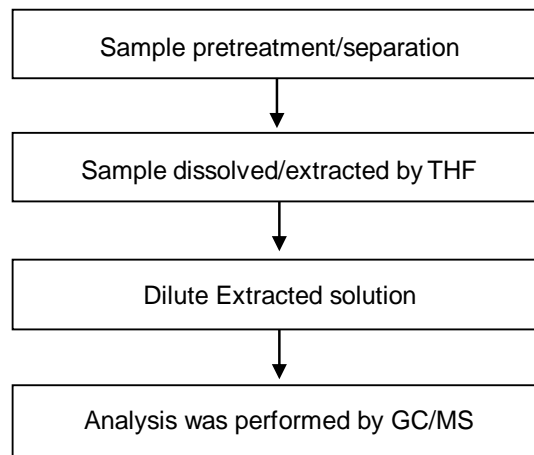 Sample pretreatment/separation
Sample dissolved/extracted by THF
Dilute Extracted solution
Analysis was performed by GC/MS